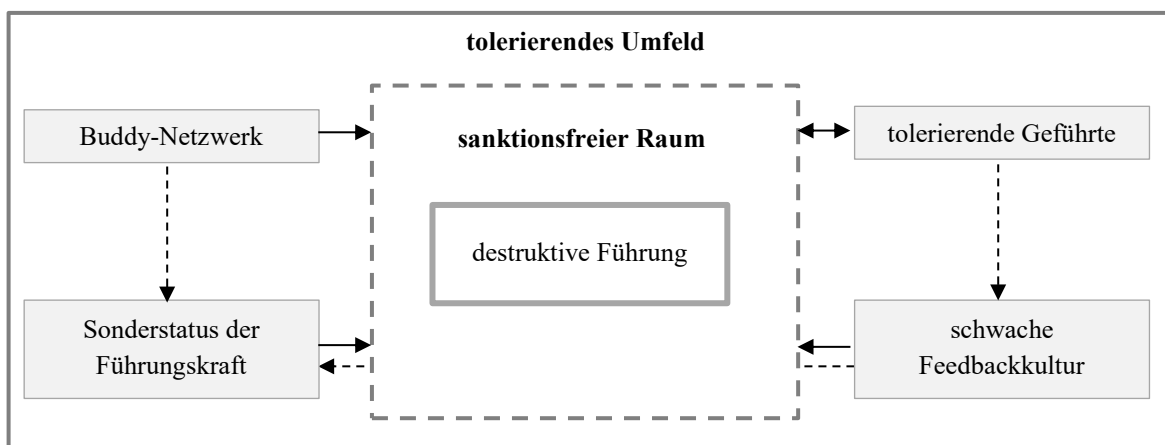 tolerierendes Umfeld
Buddy-Netzwerk
sanktionsfreier Raum
tolerierende Geführte
destruktive Führung
Sonderstatus der
Führungskraft
schwache
Feedbackkultur